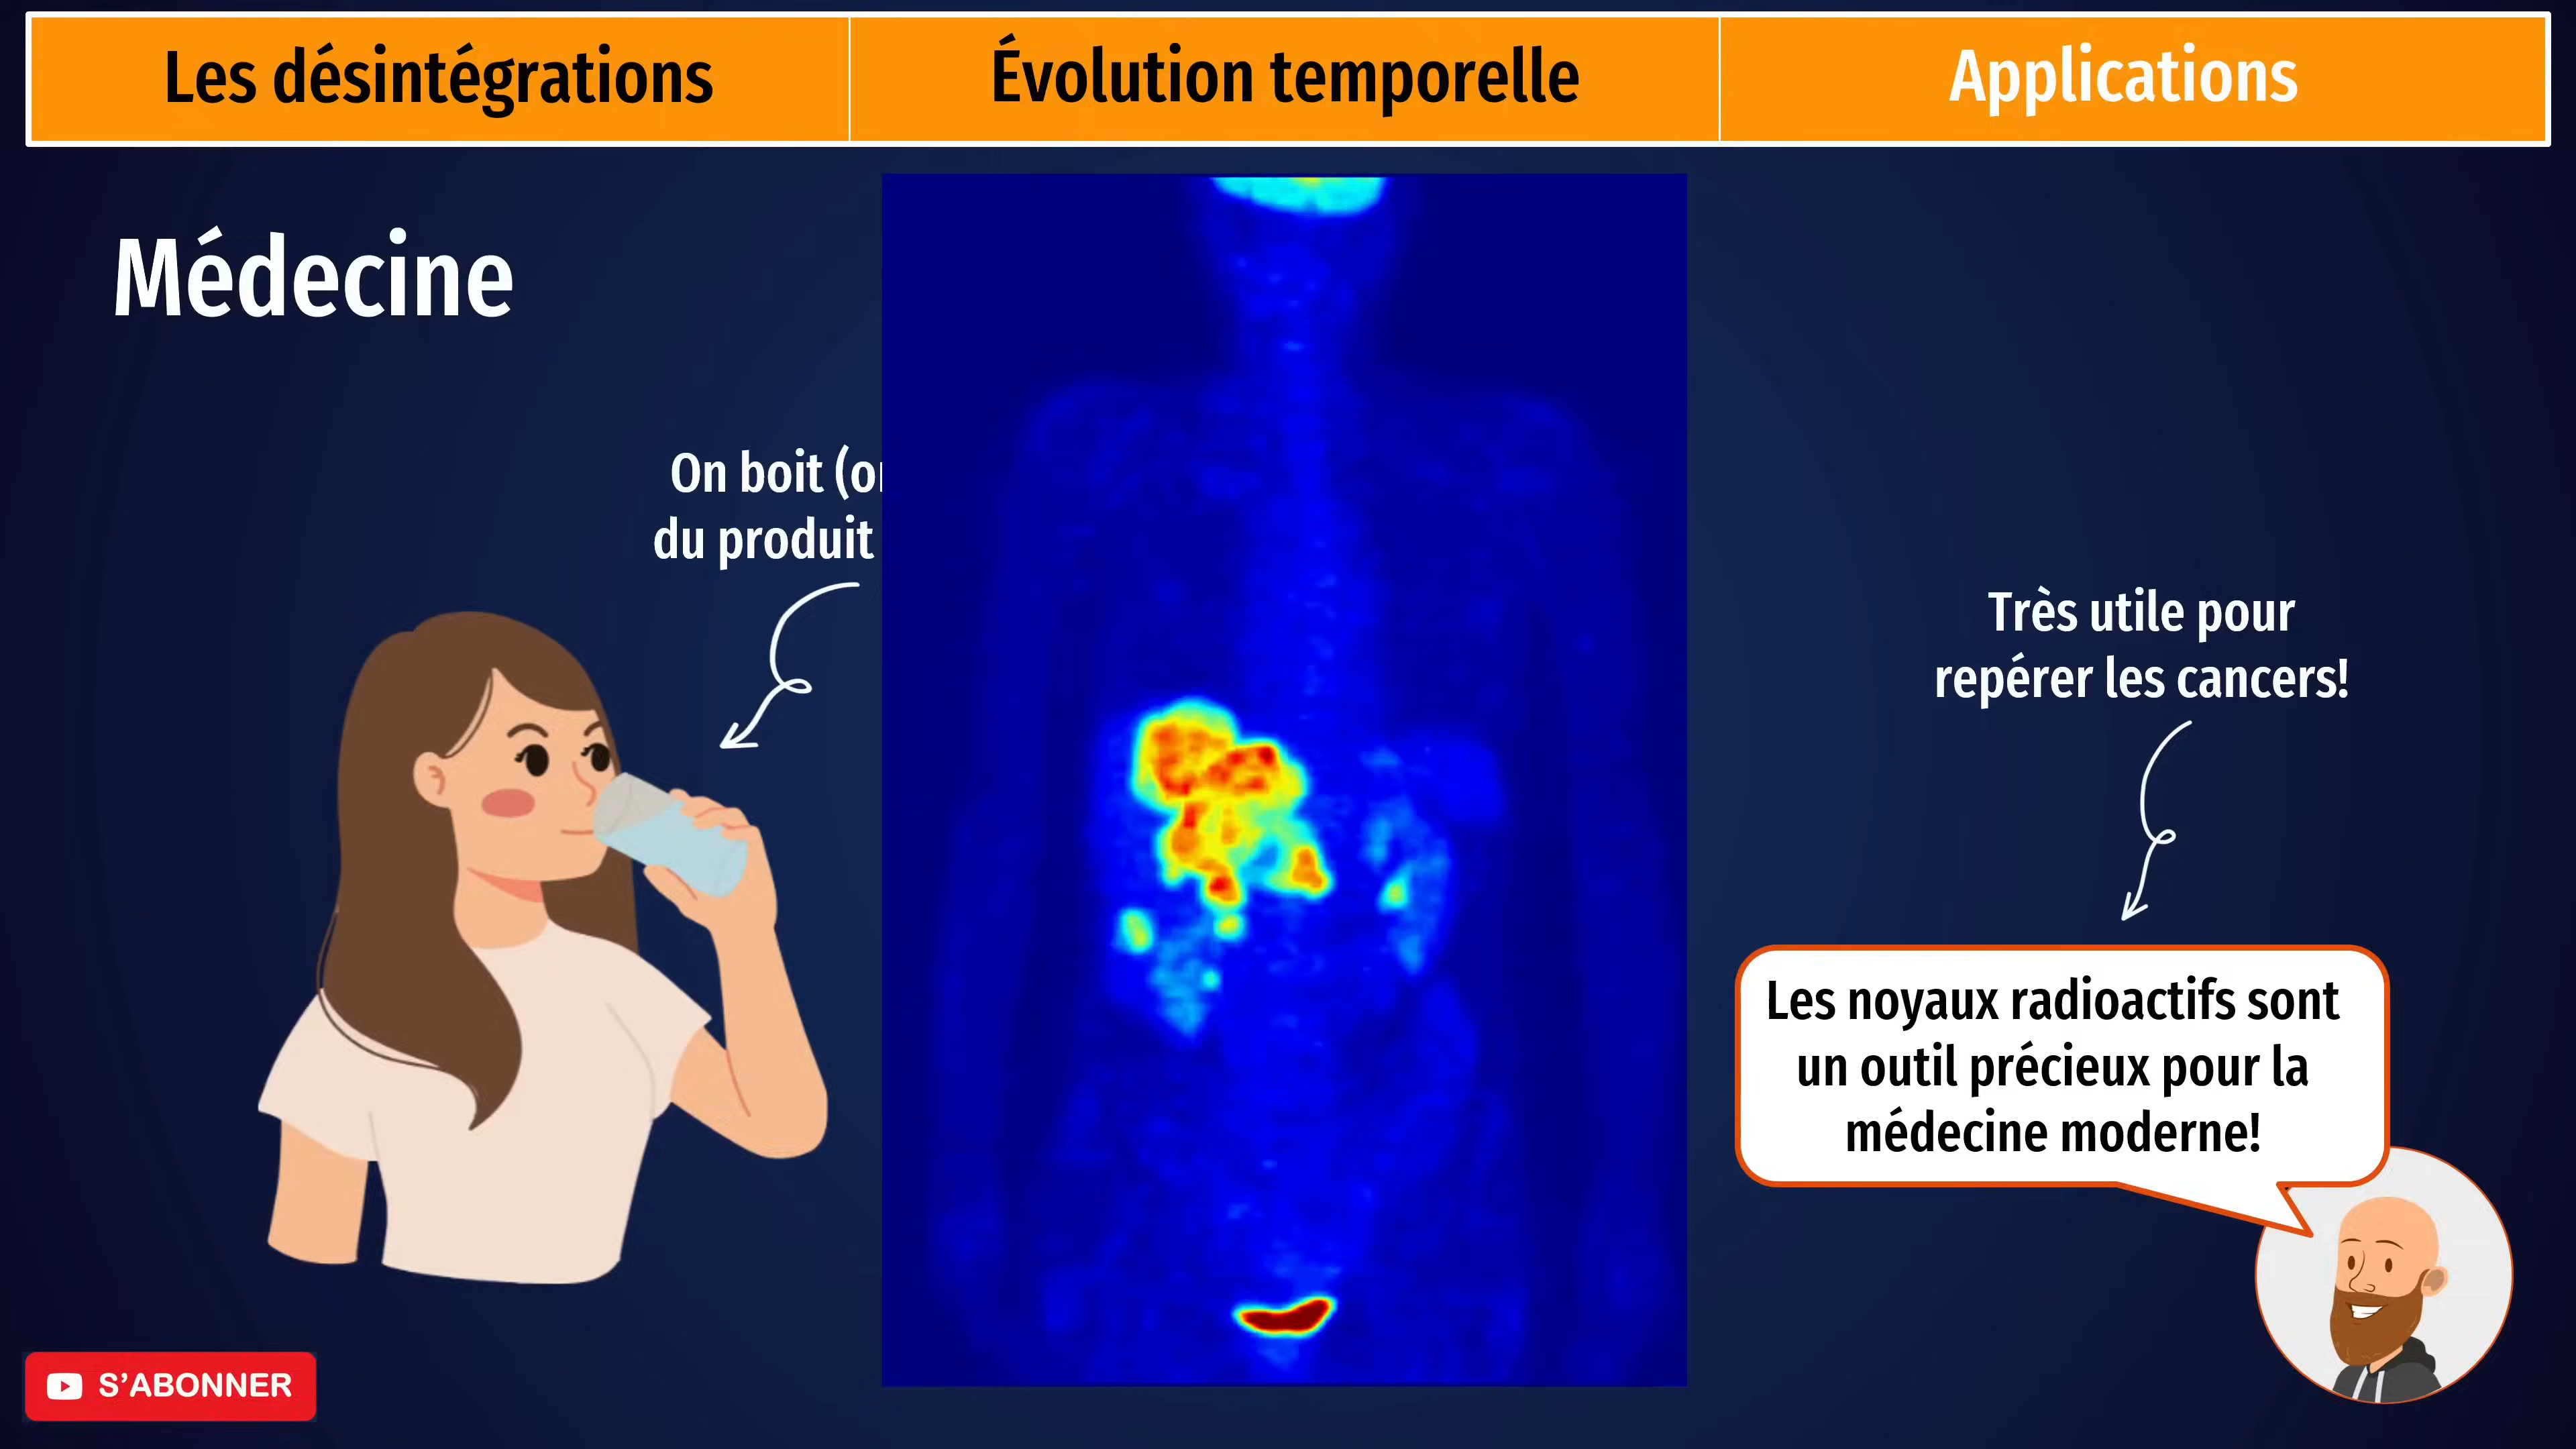 Les désintégrations
Évolution temporelle
Applications
Médecine
On boit
du produit
Très utile pour
repérer les cancers!
Les noyaux radioactifs sont
un outil précieux pour la
médecine moderne!
S'ABONNER